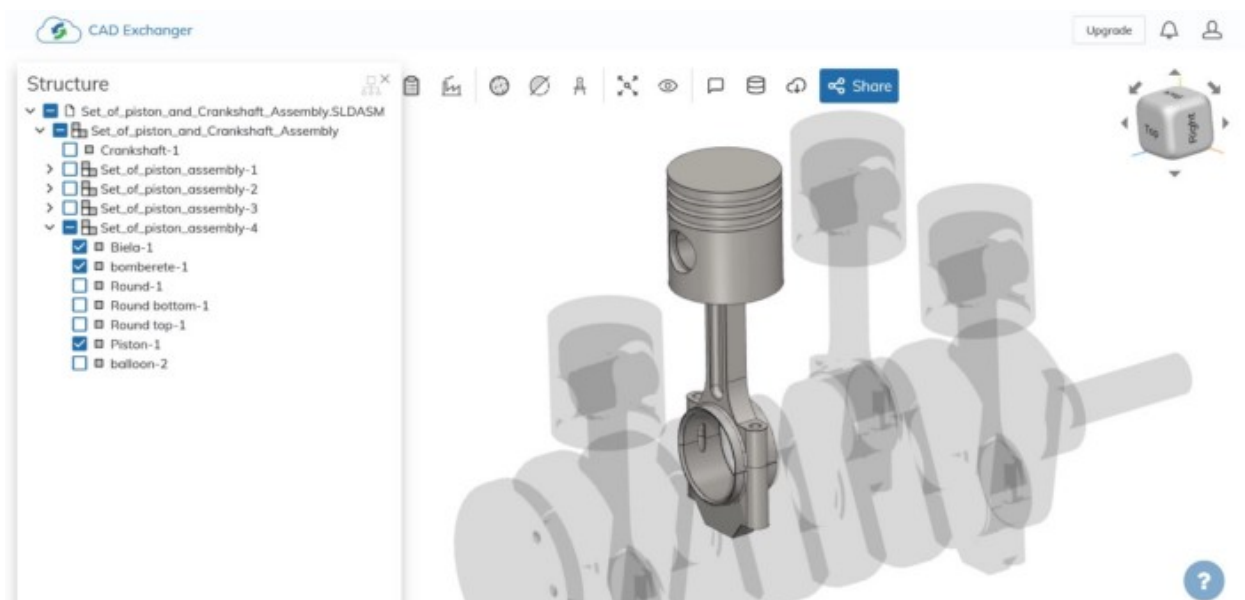 CAD Exchanger
Upgrade
Structure
Share
Set_of_piston_and_Crankshaft_Assembly.SLDASM
Set_of_piston_and_Crankshaft_Assembly
Crankshaft-1
Set_of_piston_assembly-1
Set_of_piston_assembly-2
Set_of_piston_assembly-3
Set_of_piston_assembly-4
Biela-1
bomberete-1
Round-1
Round bottom-1
Round top-1
Piston-1
balloon-2
Top
Right
?